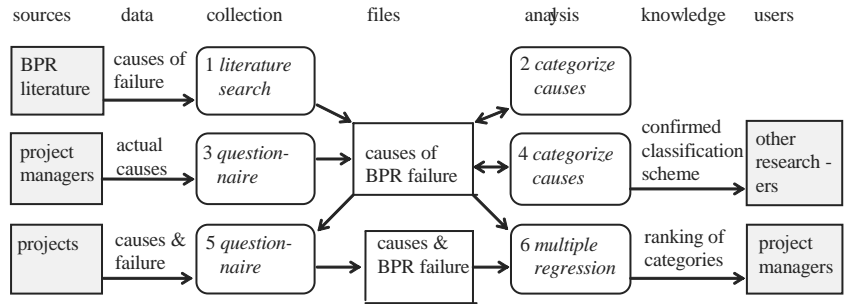 sources data collection files analysis knowledge users
BPR literature
causes of failure
1 literature search
2 categorize causes
project managers
actual causes
3 question-
naire
causes of BPR failure
4 categorize causes
confirmed classification scheme
other research -
ers
projects
causes & failure
5 question-
naire
causes & BPR failure
6 multiple regression
ranking of categories
project managers